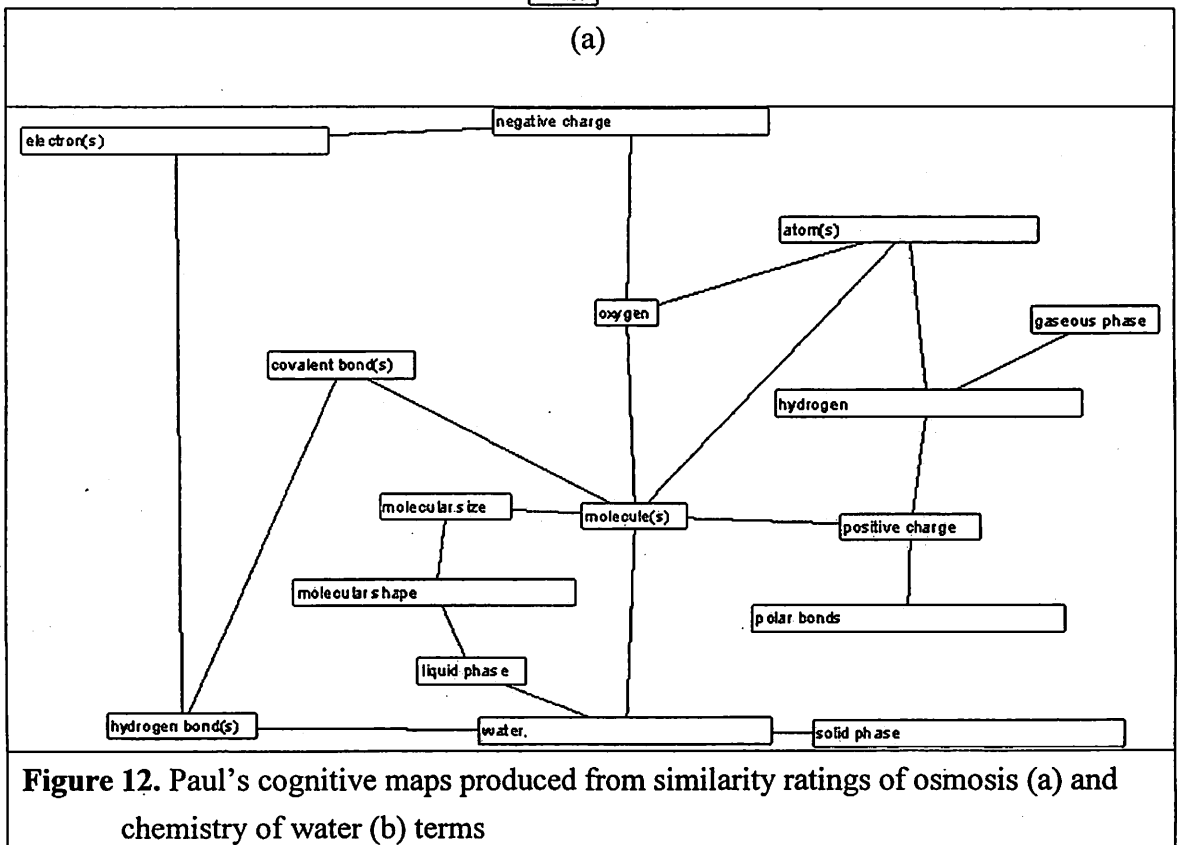 (a)
negative charge
electron(s)
atom(s)
oxygen
gaseous phase
covalent bond(s)
hydrogen
molecular size
molecule(s)
positive charge
molecular shape
polar bonds
liquid phase
hydrogen bond(s)
water,
solid phase
Figure 12. Paul's cognitive maps produced from similarity ratings of osmosis (a) and
chemistry of water (b) terms